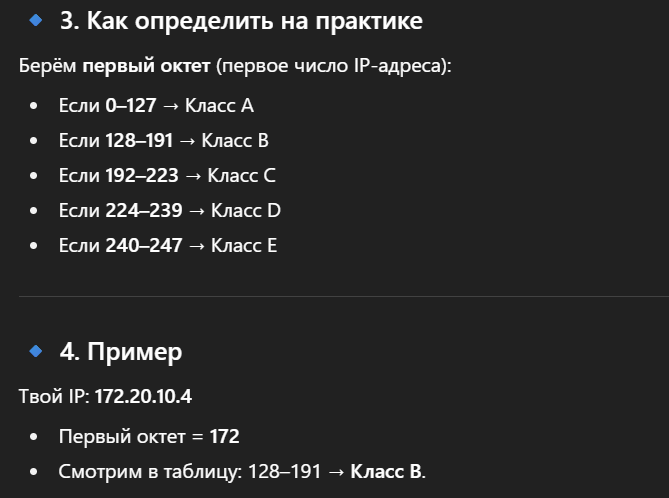 3. Как определить на практике
Берём первый октет (первое число IP-адреса):
• Если 0–127 → Класс A
• Если 128–191 → Класс B
• Если 192–223 → Класс C
• Если 224–239 → Класс D
• Если 240–247 → Класс E
4. Пример
Твой IP: 172.20.10.4
• Первый октет = 172
• Смотрим в таблицу: 128–191 → Класс B.